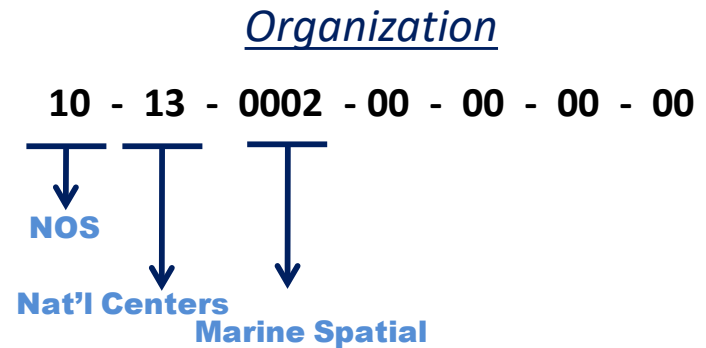 Organization
10 - 13 - 0002 - 00 - 00 - 00 - 00
NOS
Nat'l Centers
Marine Spatial